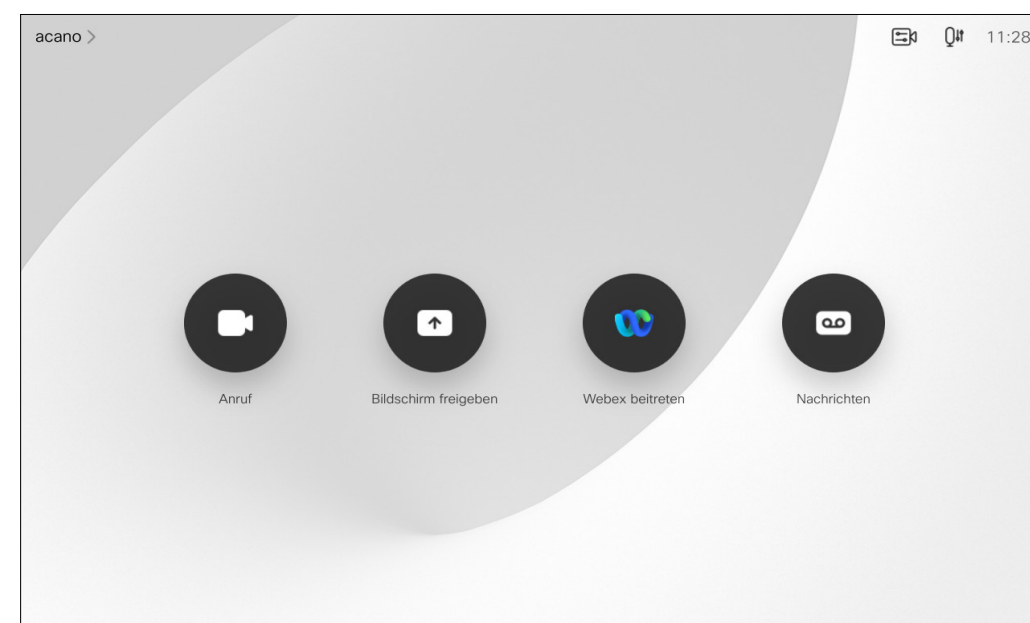 acano >
11:28
Anruf
Bildschirm freigeben
Webex beitreten
Nachrichten